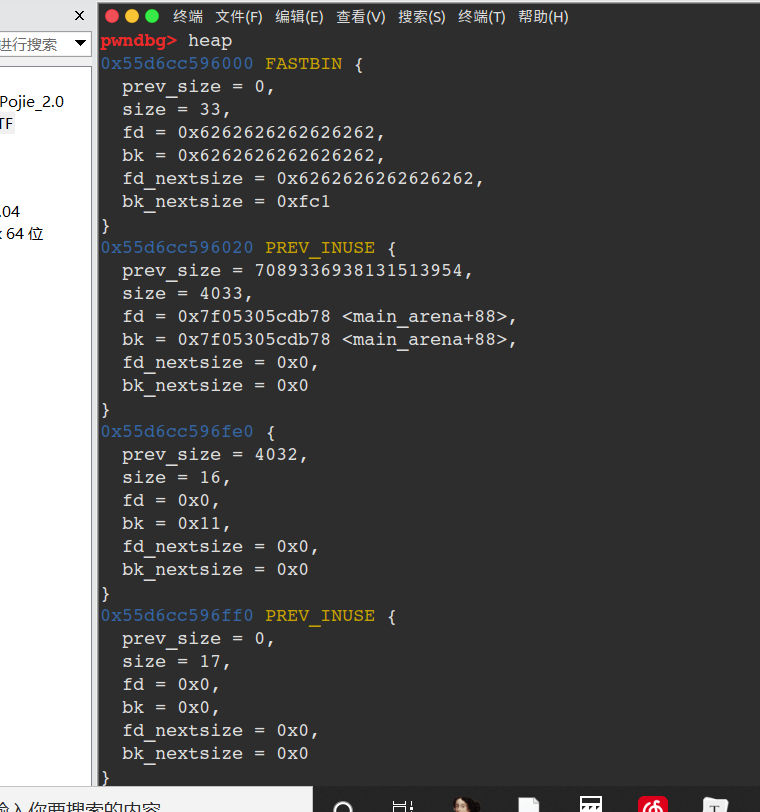 进行搜索
Pojie_2.0
TF
.04
64 位
终端 文件(F) 编辑(E) 查看(V) 搜索(S) 终端(T) 帮助(H)
pwndbg> heap
0x55d6cc596000 FASTBIN {
  prev_size = 0,
  size = 33,
  fd = 0x6262626262626262,
  bk = 0x6262626262626262,
  fd_nextsize = 0x6262626262626262,
  bk_nextsize = 0xfc1
}
0x55d6cc596020 PREV_INUSE {
  prev_size = 7089336938131513954,
  size = 4033,
  fd = 0x7f05305cdb78 <main_arena+88>,
  bk = 0x7f05305cdb78 <main_arena+88>,
  fd_nextsize = 0x0,
  bk_nextsize = 0x0
}
0x55d6cc596fe0 {
  prev_size = 4032,
  size = 16,
  fd = 0x0,
  bk = 0x11,
  fd_nextsize = 0x0,
  bk_nextsize = 0x0
}
0x55d6cc596ff0 PREV_INUSE {
  prev_size = 0,
  size = 17,
  fd = 0x0,
  bk = 0x0,
  fd_nextsize = 0x0,
  bk_nextsize = 0x0
}
输入你要搜索的内容
T